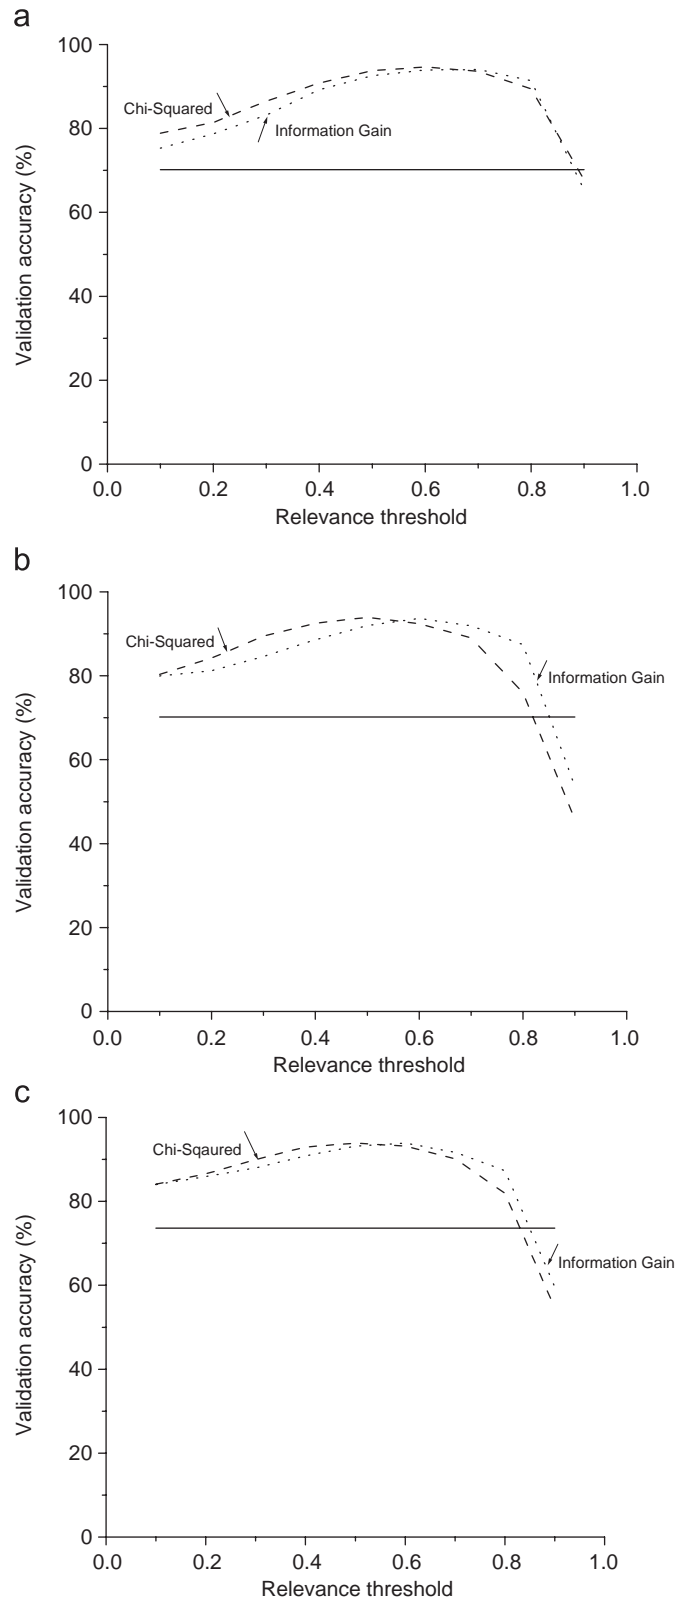 a
100
80
60
40
20
0
Validation accuracy (%)
Chi-Squared
Information Gain
0.0 0.2 0.4 0.6 0.8 1.0
Relevance threshold
b
100
80
60
40
20
0
Validation accuracy (%)
Chi-Squared
Information Gain
0.0 0.2 0.4 0.6 0.8 1.0
Relevance threshold
c
100
80
60
40
20
0
Validation accuracy (%)
Chi-Sqaured
Information Gain
0.0 0.2 0.4 0.6 0.8 1.0
Relevance threshold